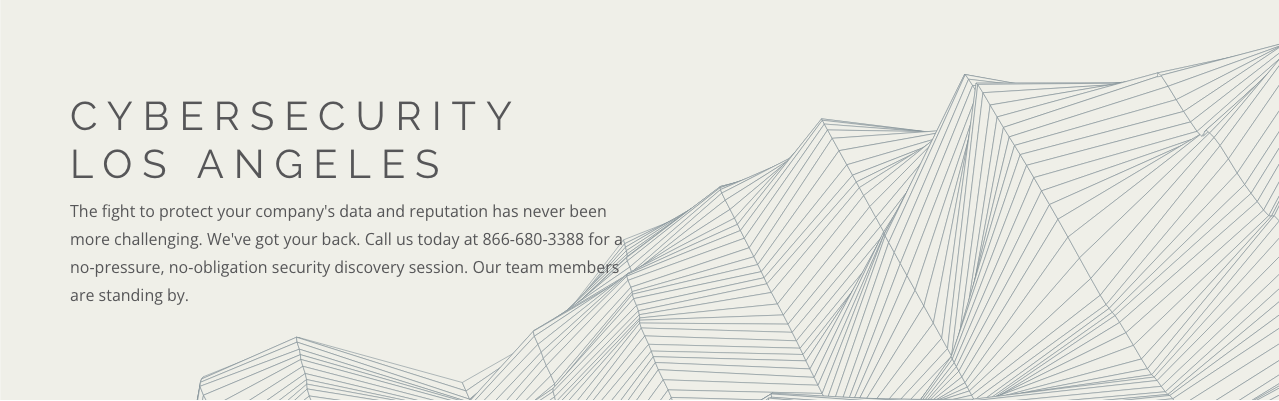 CYBERSECURITY
LOS ANGELES
The fight to protect your company's data and reputation has never been
more challenging. We've got your back. Call us today at 866-680-3388 for a
no-pressure, no-obligation security discovery session. Our team members
are standing by.